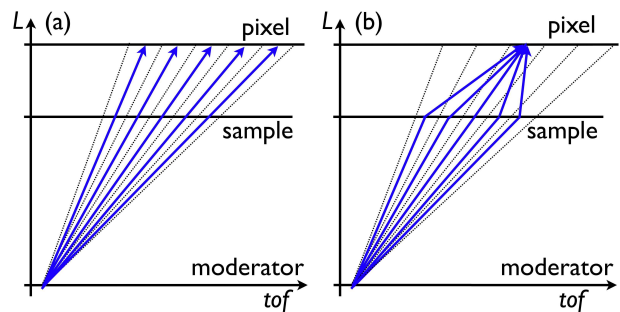 L (a) pixel
sample
moderator
tof
L (b) pixel
sample
moderator
tof